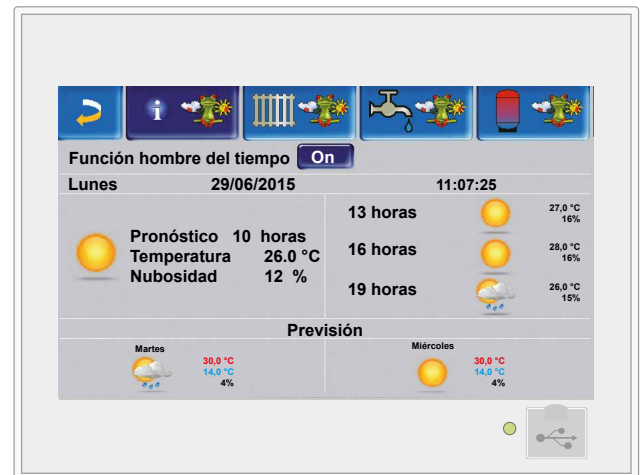 i
Función hombre del tiempo On
Lunes 29/06/2015 11:07:25
Pronóstico 10 horas
Temperatura 26.0 °C
Nubosidad 12 %
13 horas 27,0 °C
16%
16 horas 28,0 °C
16%
19 horas 26,0 °C
15%
Previsión
Martes
30,0 °C
14,0 °C
4%
Miércoles
30,0 °C
14,0 °C
4%